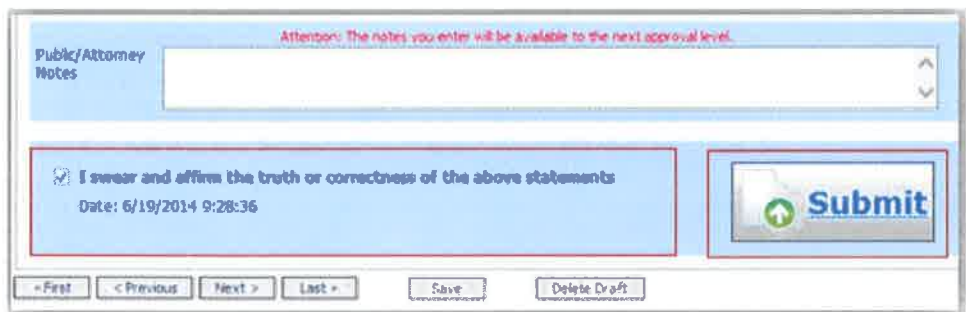 Attention: The notes you enter will be available to the next approval level.
Public/Attorney
Notes
I swear and affirm the truth or correctness of the above statements
Date: 6/19/2014 9:28:36
Submit
« First < Previous Next > Last » Save Delete Draft